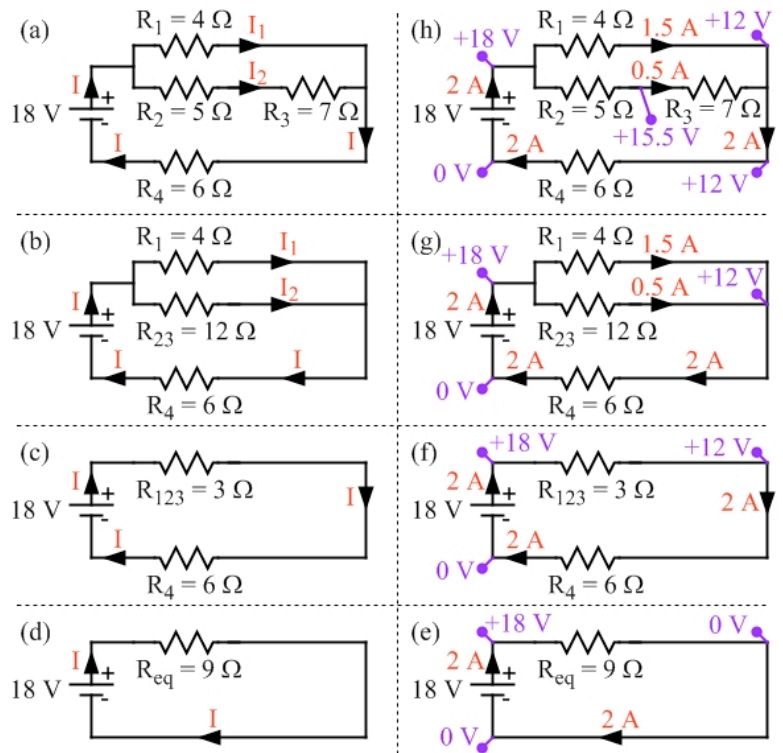 (a)
R1 = 4 Ω
I1
I
I2
18 V
+
-
R2 = 5 Ω
R3 = 7 Ω
I
I
R4 = 6 Ω
(h)
R1 = 4 Ω
+12 V
+18 V
1.5 A
2 A
0.5 A
18 V
+
-
R2 = 5 Ω
R3 = 7 Ω
+15.5 V
0 V
2 A
2 A
R4 = 6 Ω
+12 V
(b)
R1 = 4 Ω
I1
I
I2
18 V
+
-
R23 = 12 Ω
I
I
R4 = 6 Ω
(g)
R1 = 4 Ω
1.5 A
+18 V
+12 V
2 A
0.5 A
18 V
+
-
R23 = 12 Ω
2 A
2 A
0 V
R4 = 6 Ω
(c)
I
+
R123 = 3 Ω
I
18 V
-
I
R4 = 6 Ω
(f)
+18 V
+12 V
2 A
+
R123 = 3 Ω
2 A
18 V
-
0 V
2 A
R4 = 6 Ω
(d)
I
+
Req = 9 Ω
18 V
-
I
(e)
+18 V
0 V
2 A
+
Req = 9 Ω
18 V
-
0 V
2 A